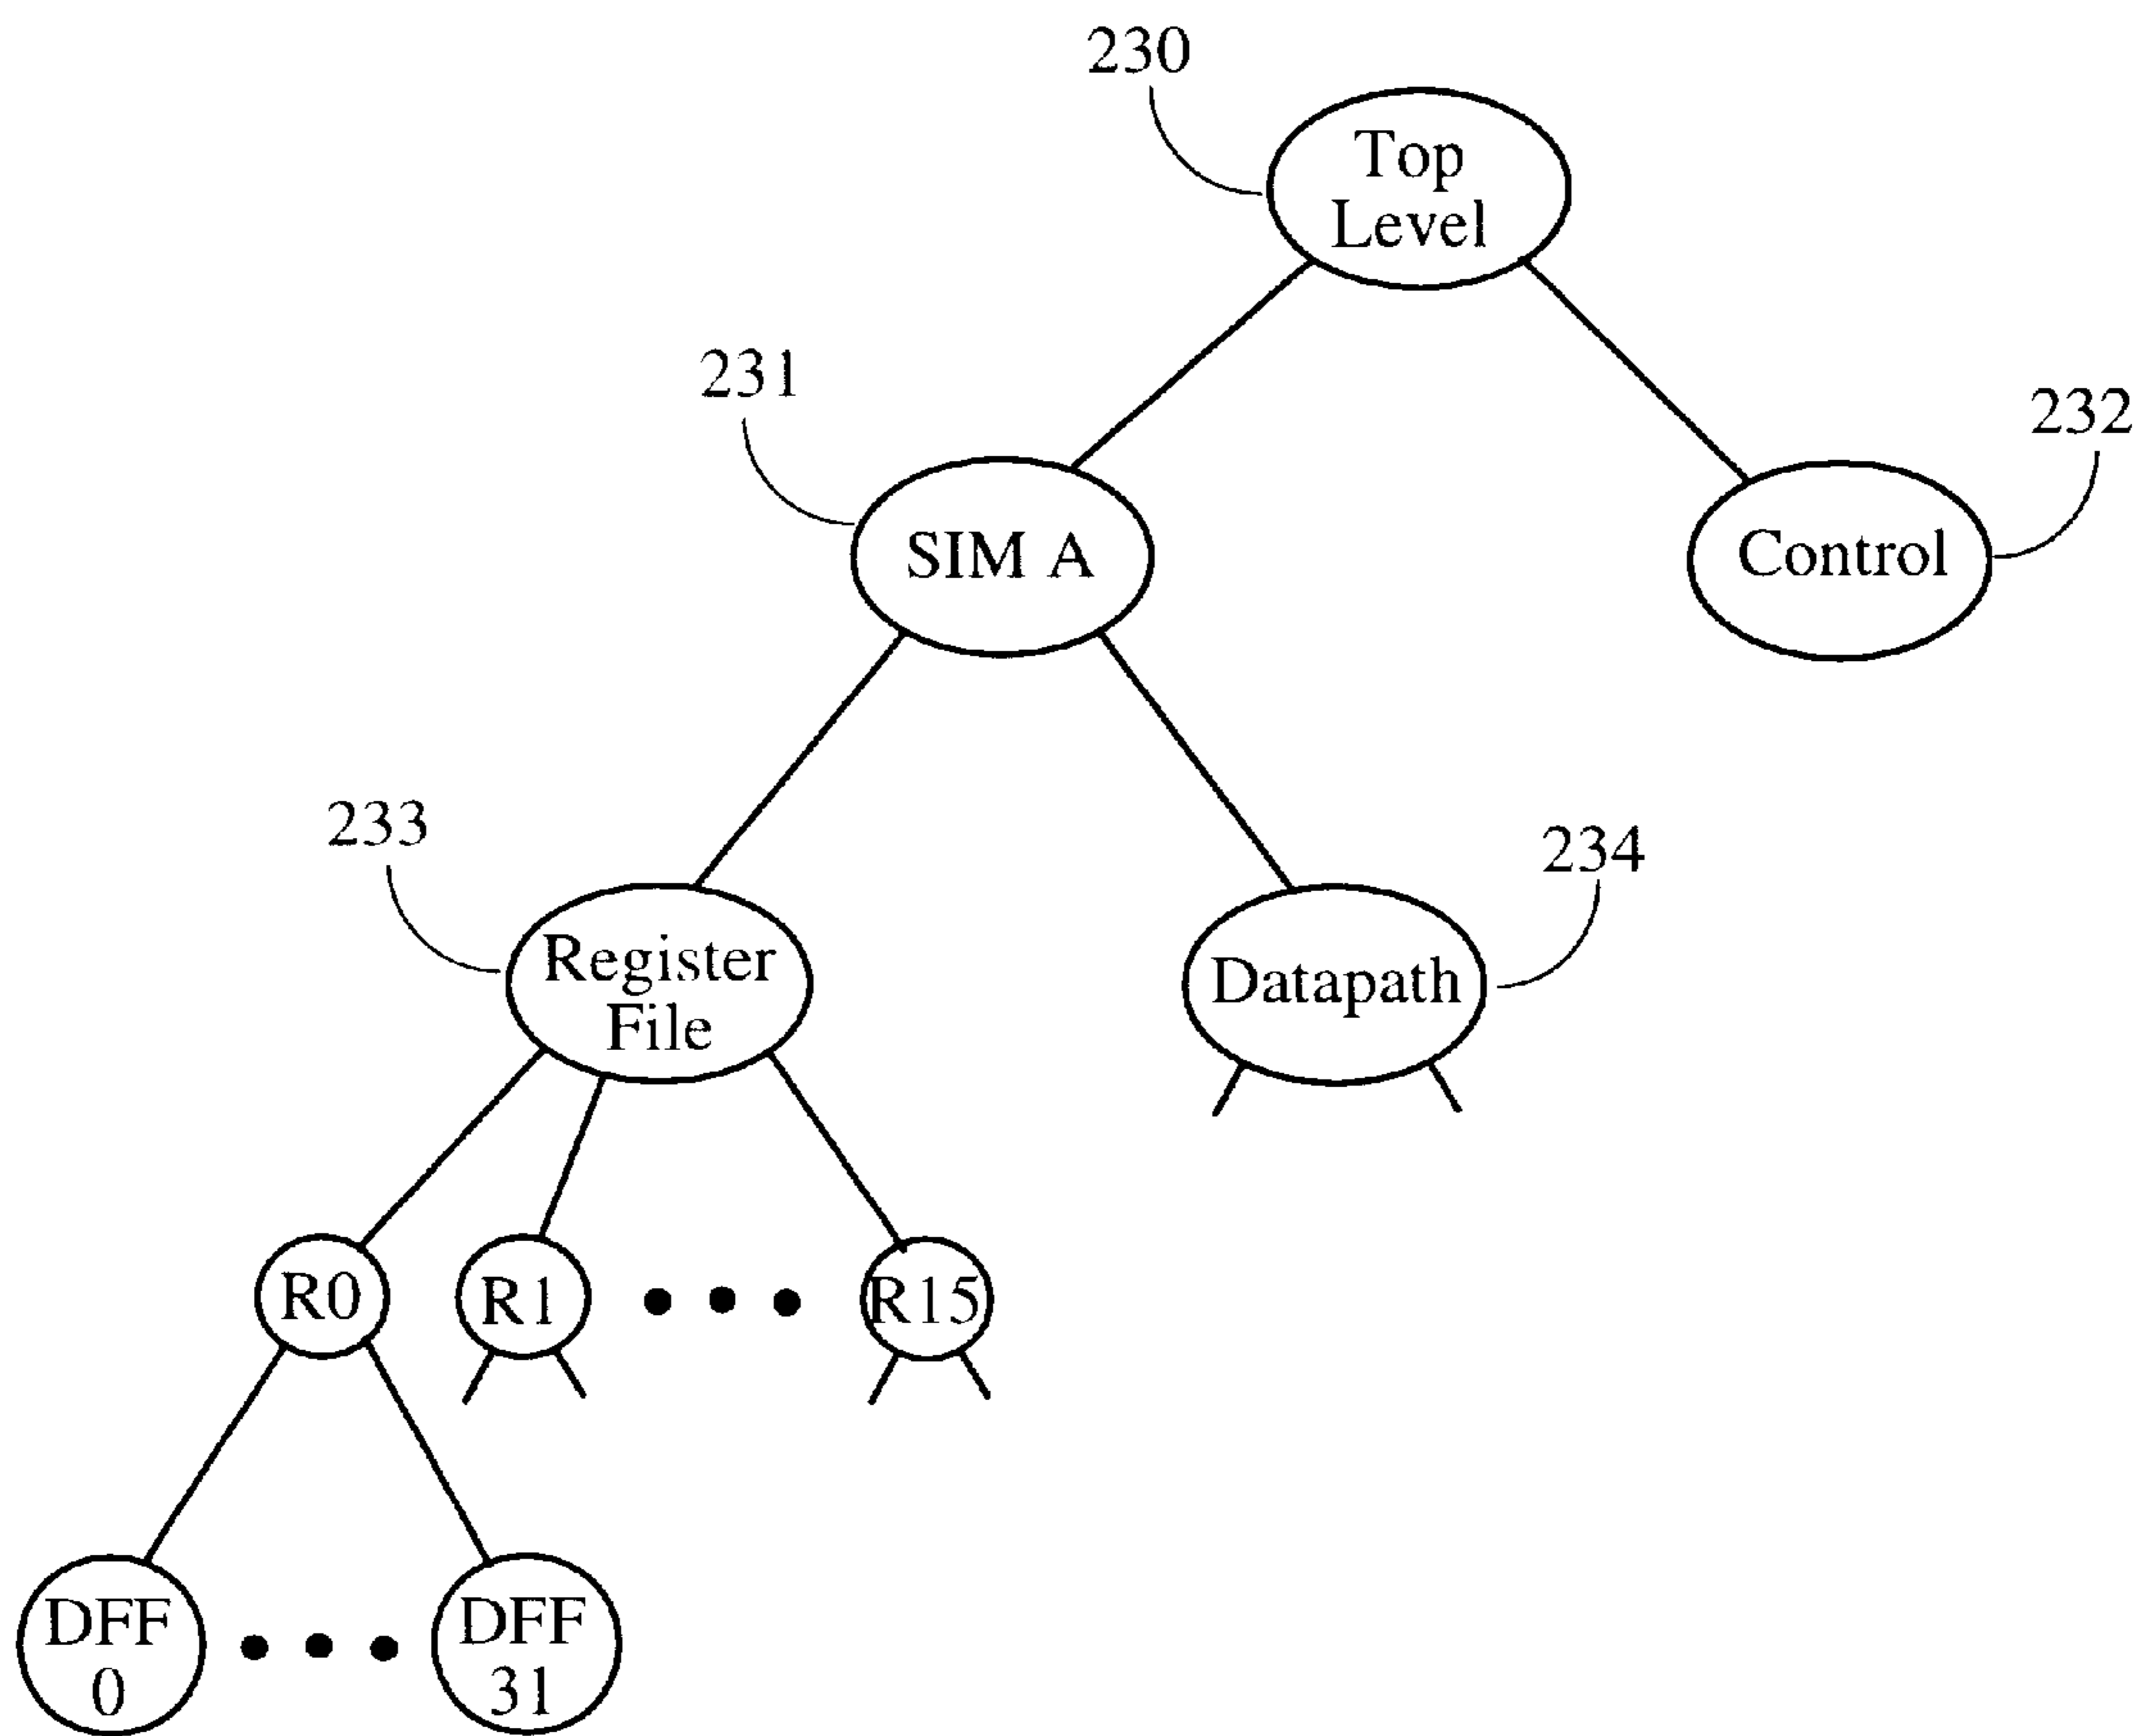 230
Top
Level
231
232
SIM A
Control
233
234
Register
File
Datapath
R0
R1
R15
DFF
0
DFF
31